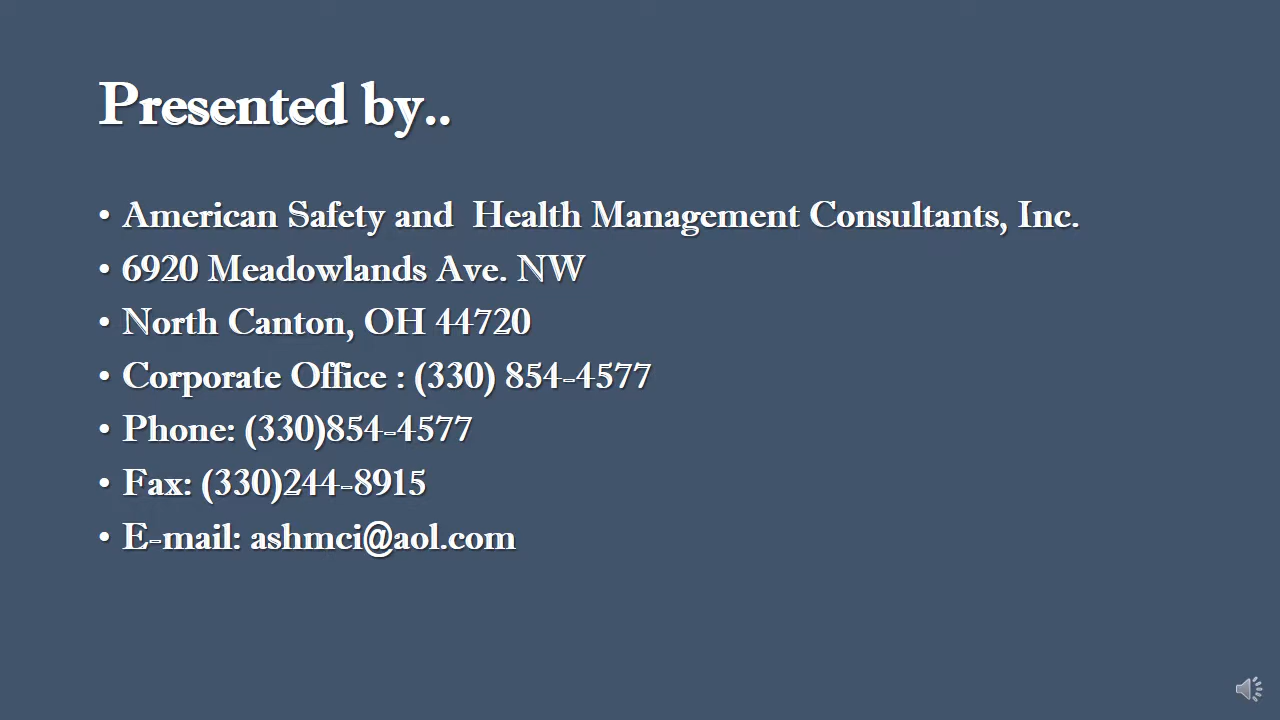 Presented by..
• American Safety and  Health Management Consultants, Inc.
• 6920 Meadowlands Ave. NW
• North Canton, OH 44720
• Corporate Office : (330) 854-4577
• Phone: (330)854-4577
• Fax: (330)244-8915
• E-mail: ashmci@aol.com